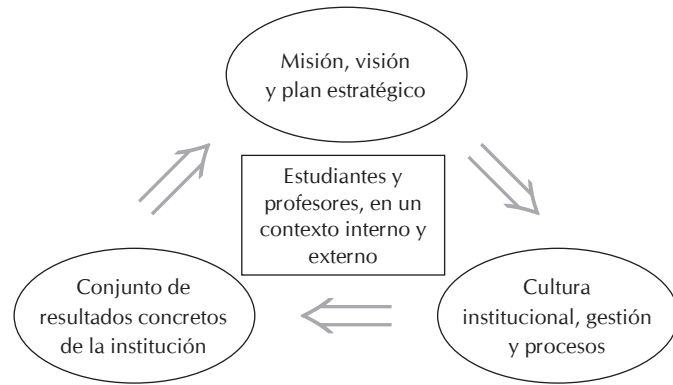 Misión, visión
y plan estratégico
Estudiantes y
profesores, en un
contexto interno y
externo
Conjunto de
resultados concretos
de la institución
Cultura
institucional, gestión
y procesos